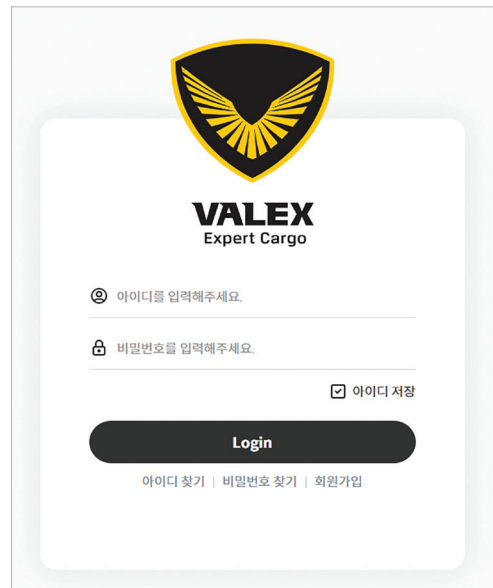 VALEX
Expert Cargo
아이디를 입력해주세요.
비밀번호를 입력해주세요.
아이디 저장
Login
아이디 찾기 | 비밀번호 찾기 | 회원가입